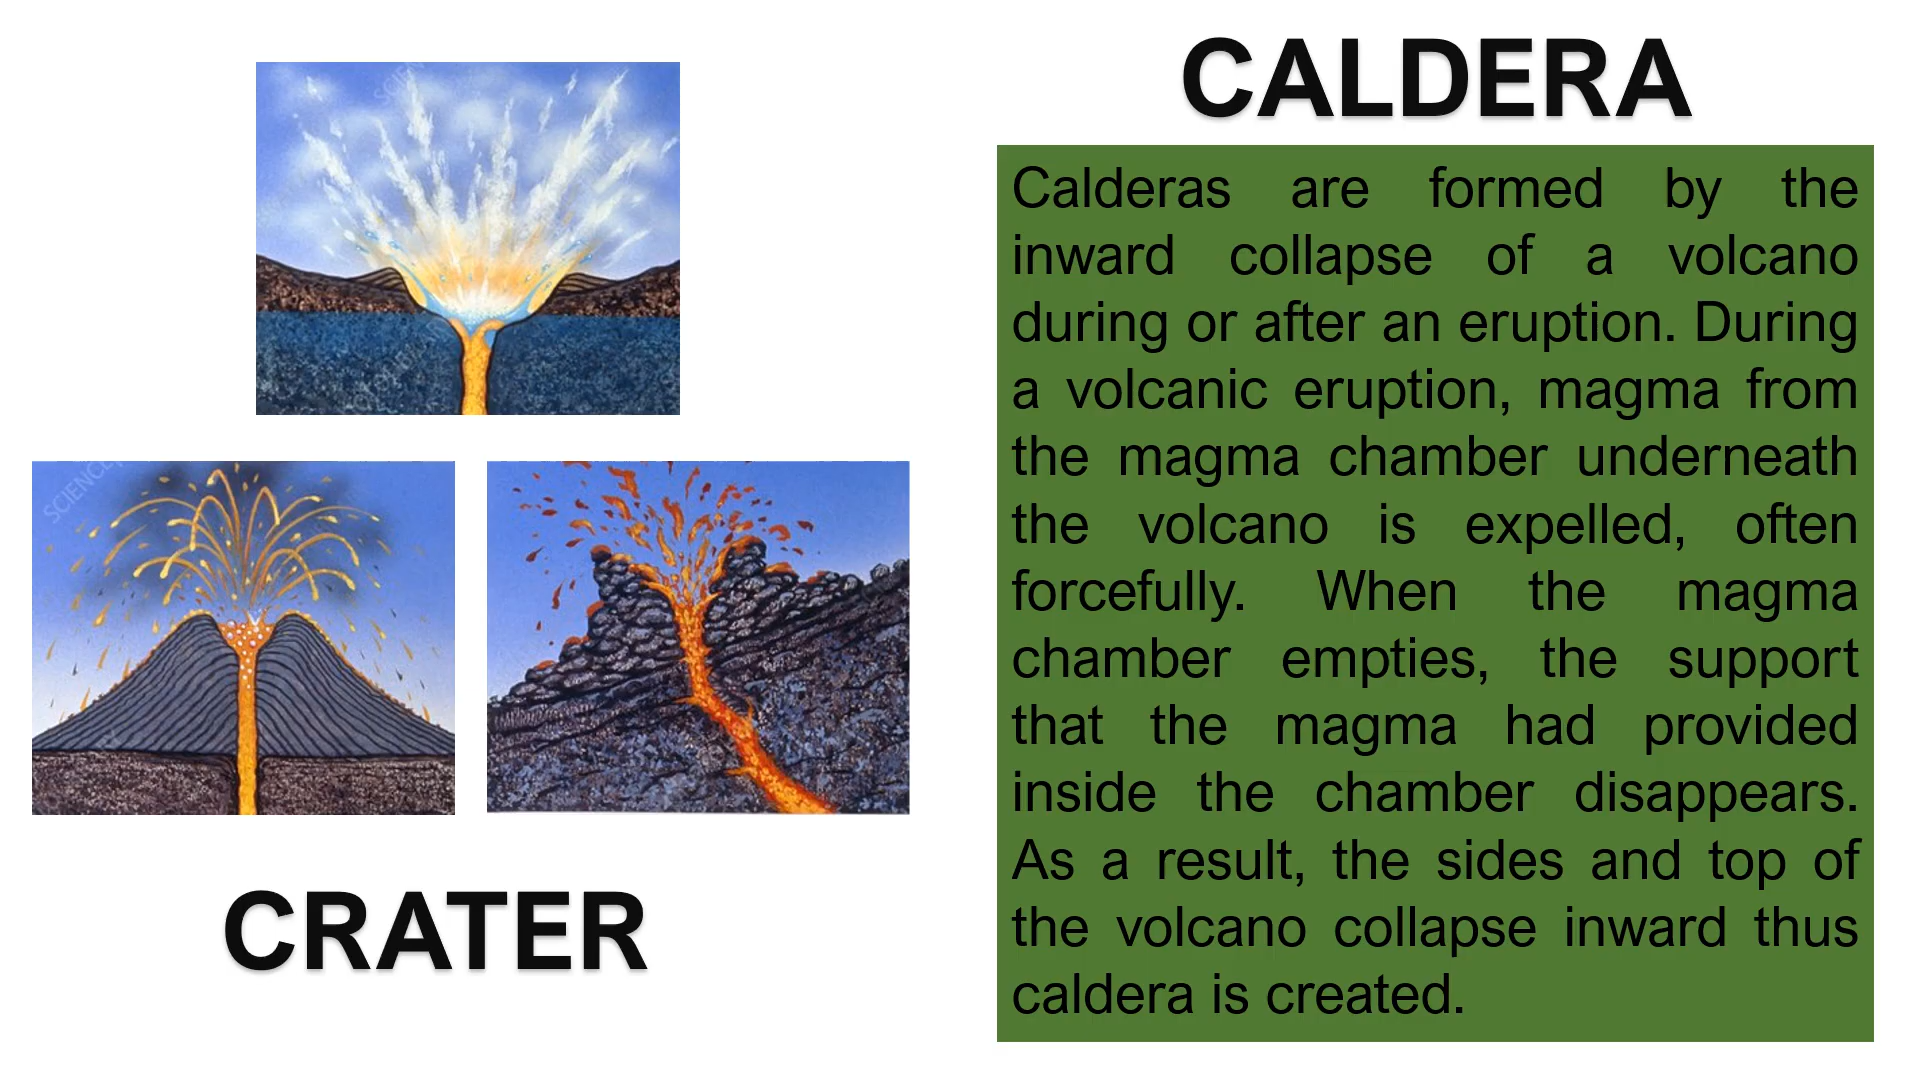 CALDERA
Calderas are formed by the
inward collapse of a volcano
during or after an eruption. During
a volcanic eruption, magma from
the magma chamber underneath
the volcano is expelled, often
forcefully. When the magma
chamber empties, the support
that the magma had provided
inside the chamber disappears.
As a result, the sides and top of
the volcano collapse inward thus
caldera is created.
CRATER